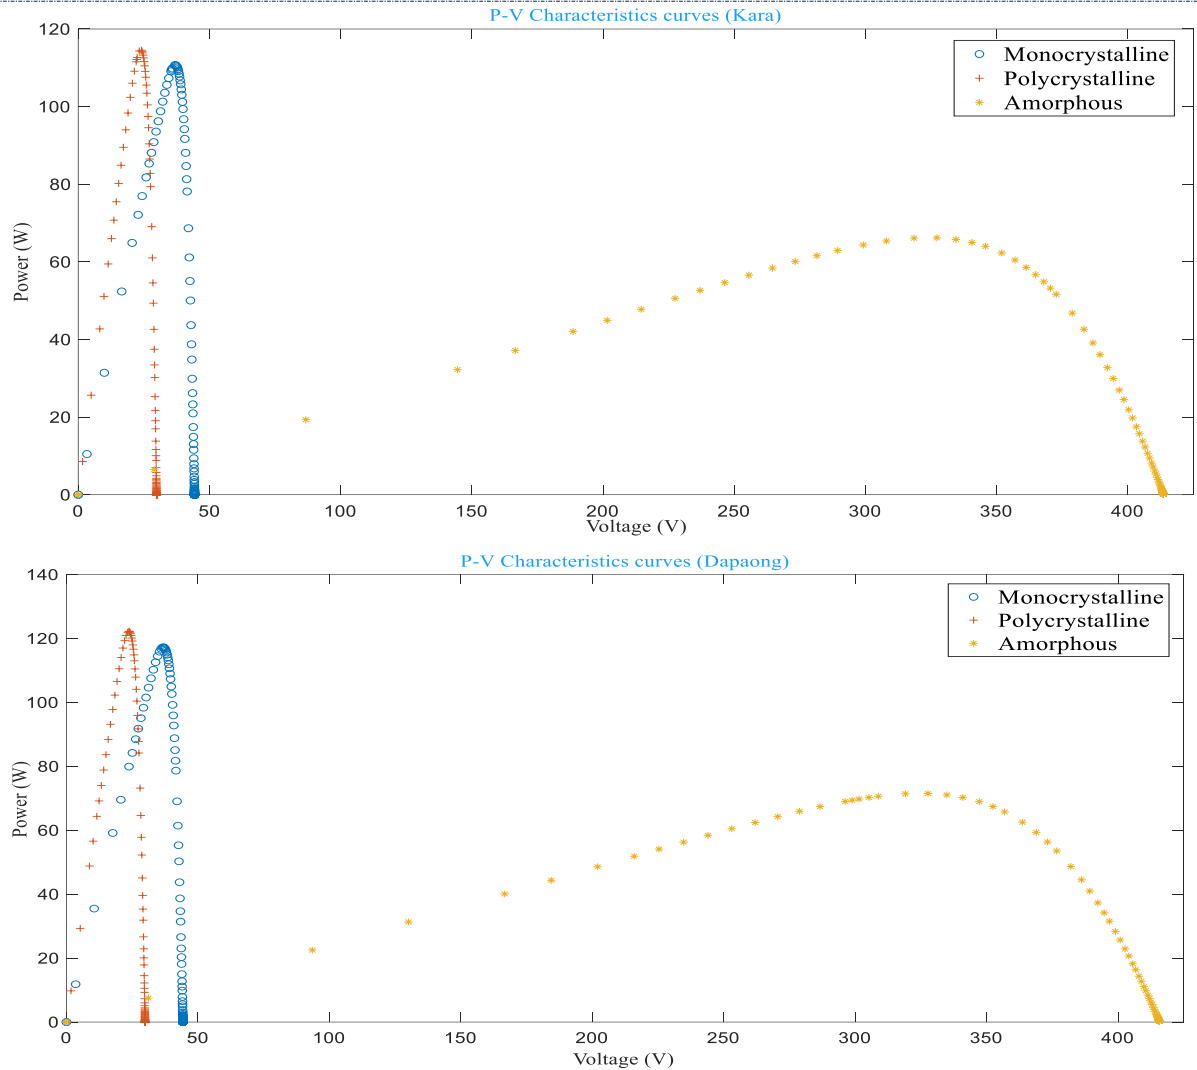 P-V Characteristics curves (Kara)
120
100
80
60
40
20
0
Power (W)
Monocrystalline
Polycrystalline
Amorphous
0 50 100 150 200 250 300 350 400
Voltage (V)
P-V Characteristics curves (Dapaong)
140
120
100
80
60
40
20
0
Power (W)
Monocrystalline
Polycrystalline
Amorphous
0 50 100 150 200 250 300 350 400
Voltage (V)